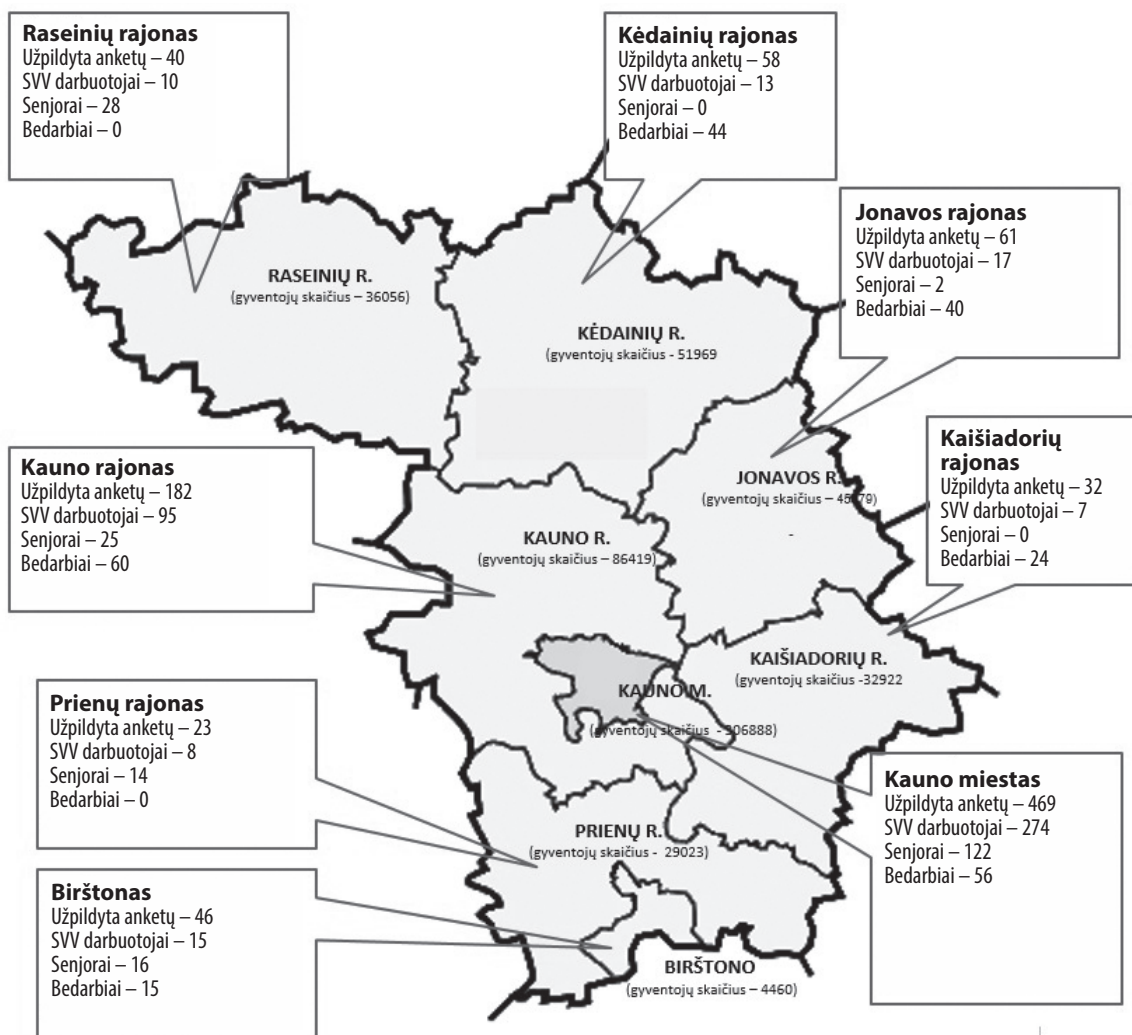 Raseinių rajonas
Užpildyta anketų – 40
SVV darbuotojai – 10
Senjorai – 28
Bedarbiai – 0
Kėdainių rajonas
Užpildyta anketų – 58
SVV darbuotojai – 13
Senjorai – 0
Bedarbiai – 44
Jonavos rajonas
Užpildyta anketų – 61
SVV darbuotojai – 17
Senjorai – 2
Bedarbiai – 40
RASEINIŲ R.
(gyventojų skaičius – 36056)
KĖDAINIŲ R.
(gyventojų skaičius - 51969
Kaišiadorių
rajonas
Užpildyta anketų – 32
SVV darbuotojai – 7
Senjorai – 0
Bedarbiai – 24
Kauno rajonas
Užpildyta anketų – 182
SVV darbuotojai – 95
Senjorai – 25
Bedarbiai – 60
JONAVOS R.
(gyventojų skaičius –
-
KAUNO R.
(gyventojų skaičius – 86419)
KAIŠIADORIŲ R.
(gyventojų skaičius -32922
KAUNO M.
(gyventojų skaičius - 306888)
Prienų rajonas
Užpildyta anketų – 23
SVV darbuotojai – 8
Senjorai – 14
Bedarbiai – 0
Kauno miestas
Užpildyta anketų – 469
SVV darbuotojai – 274
Senjorai – 122
Bedarbiai – 56
PRIENŲ R.
(gyventojų skaičius - 29023)
Birštonas
Užpildyta anketų – 46
SVV darbuotojai – 15
Senjorai – 16
Bedarbiai – 15
BIRŠTONO
(gyventojų skaičius – 4460)